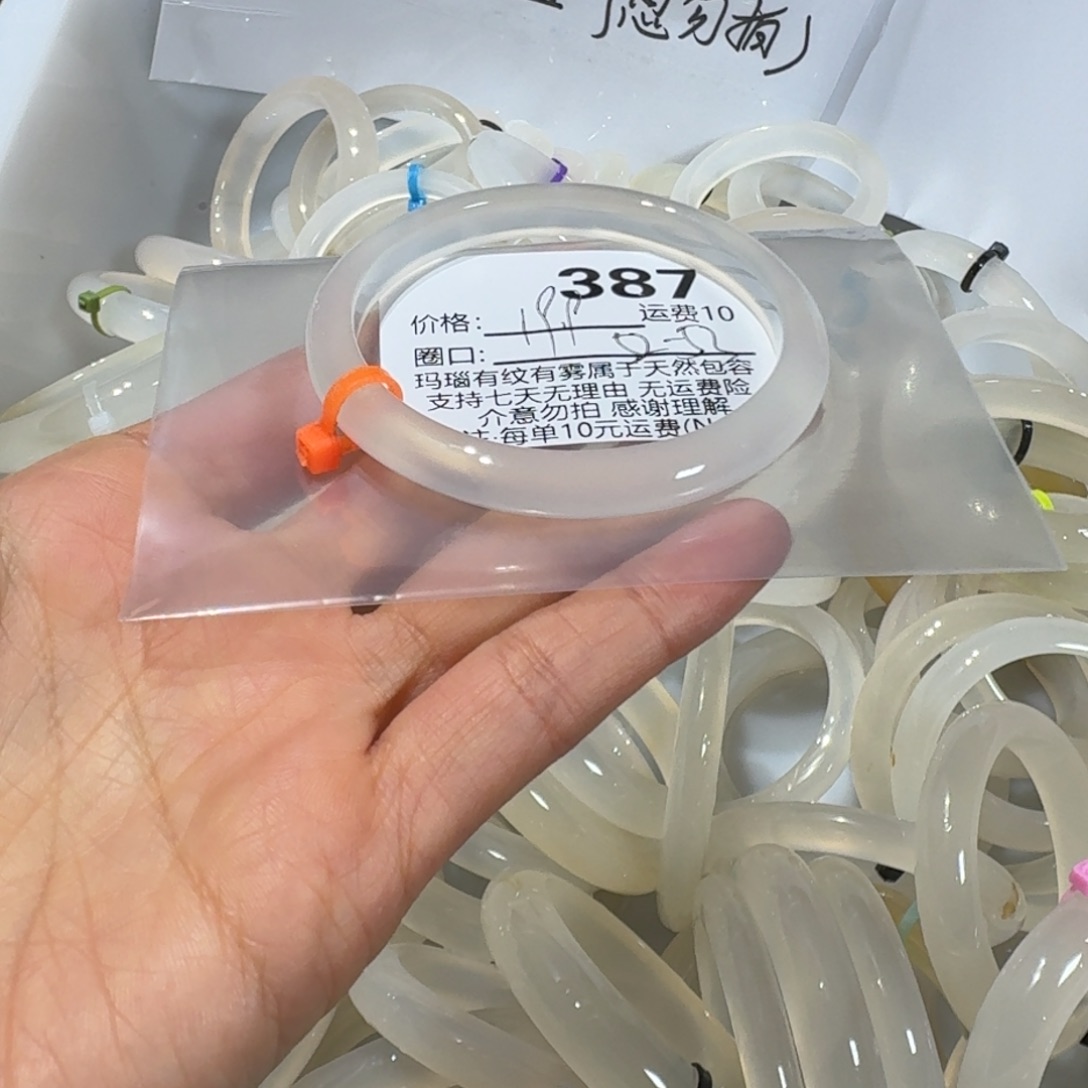 勿拍
387
价格: 运费10
圈口:
玛瑙有纹有雾属于天然包容
支持七天无理由 无运费险
介意勿拍 感谢理解
每单10元运费(N